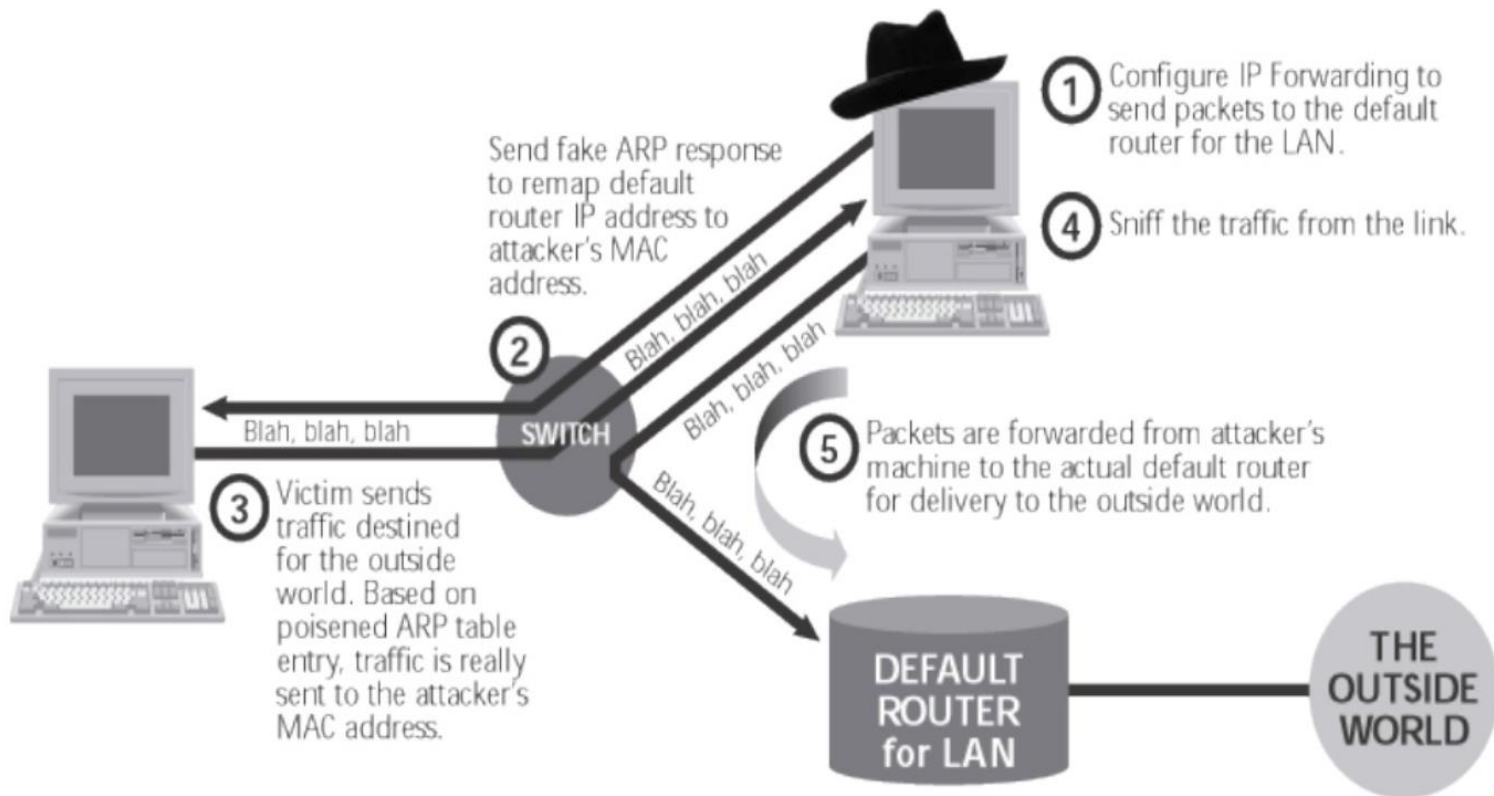 1
Configure IP Forwarding to
send packets to the default
router for the LAN.
Send fake ARP response
to remap default
router IP address to
attacker's MAC
address.
4
Sniff the traffic from the link.
2
Blah, blah, blah
Blah, blah, blah
Blah, blah, blah
SWITCH
5
Packets are forwarded from attacker's
machine to the actual default router
for delivery to the outside world.
3
Victim sends
traffic destined
for the outside
world. Based on
poisened ARP table
entry, traffic is really
sent to the attacker's
MAC address.
Blah, blah, blah
DEFAULT
ROUTER
for LAN
THE
OUTSIDE
WORLD